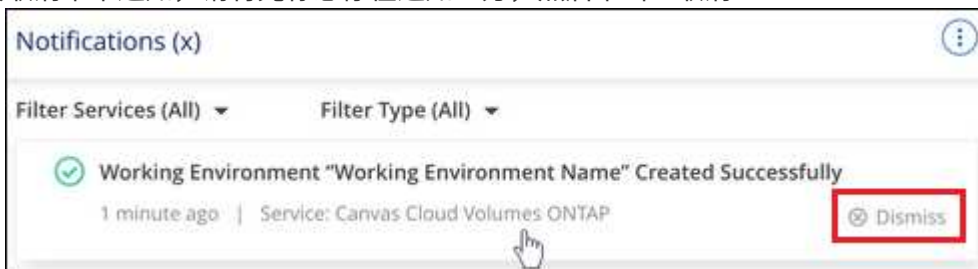 Notifications (x)
Filter Services (All)
Filter Type (All)
Working Environment “Working Environment Name” Created Successfully
1 minute ago | Service: Canvas Cloud Volumes ONTAP
Dismiss